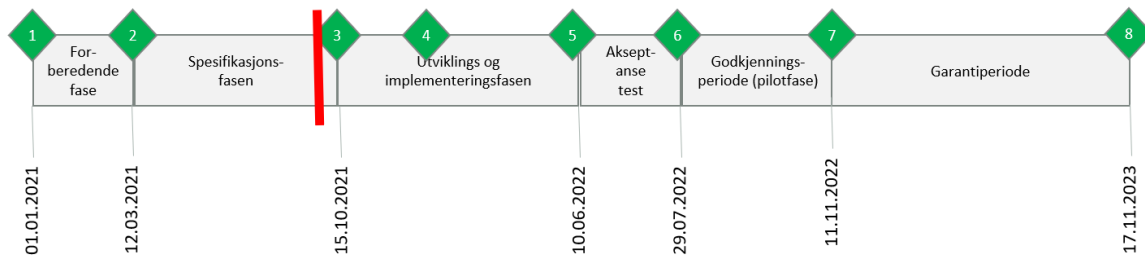 1
2
3
4
5
6
7
8
For-
beredende
fase
Spesifikasjons-
fasen
Utviklings og
implementeringsfasen
Aksept-
anse
test
Godkjennings-
periode (pilotfase)
Garantiperiode
01.01.2021
12.03.2021
15.10.2021
10.06.2022
29.07.2022
11.11.2022
17.11.2023